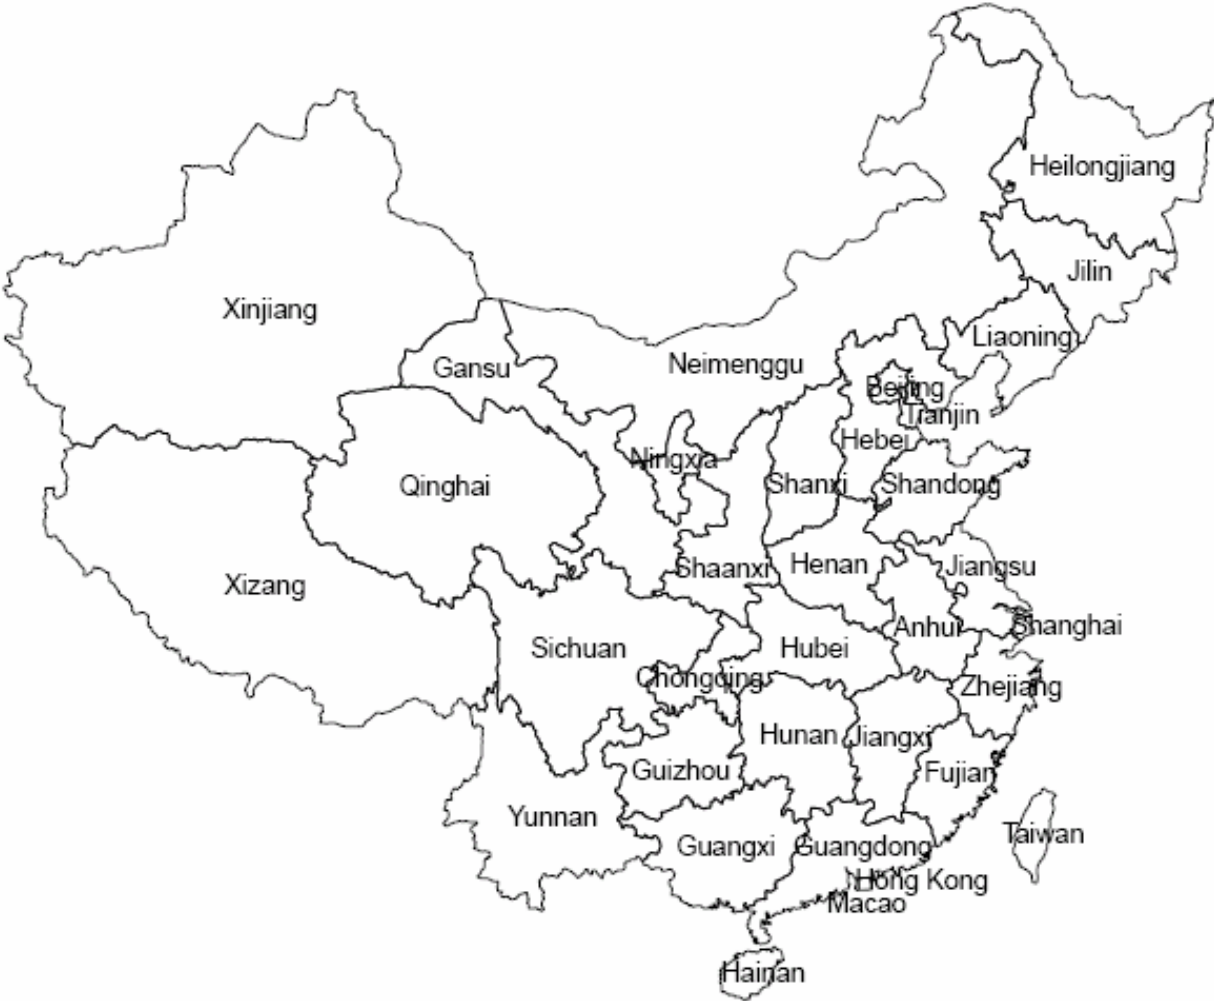 Heilongjiang
Jilin
Xinjiang
Liaoning
Gansu
Neimenggu
Beijing
Tianjin
Hebei
Ningxia
Qinghai
Shanxi
Shandong
Shaanxi
Henan
Jiangsu
Xizang
Anhui
Shanghai
Sichuan
Hubei
Chongqing
Zhejiang
Hunan
Jiangxi
Guizhou
Fujian
Yunnan
Taiwan
Guangxi
Guangdong
Hong Kong
Macao
Hainan